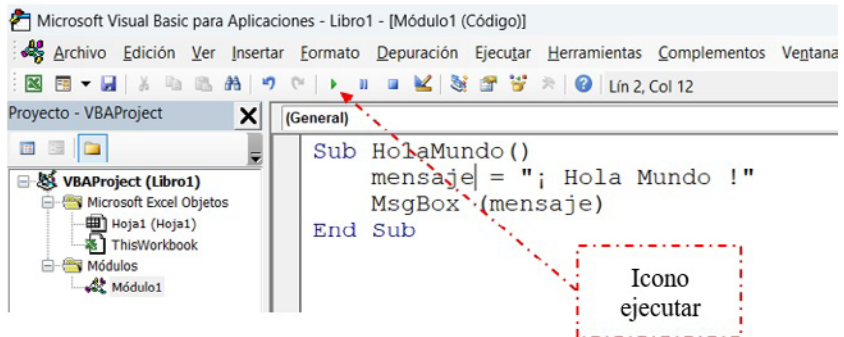 Microsoft Visual Basic para Aplicaciones - Libro1 - [Módulo1 (Código)]
Archivo Edición Ver Insertar Formato Depuración Ejecutar Herramientas Complementos Ventana
Lín 2, Col 12
Proyecto - VBAProject
(General)
VBAProject (Libro1)
Microsoft Excel Objetos
Hoja1 (Hoja1)
ThisWorkbook
Módulos
Módulo1
Sub HolaMundo()
mensaje = "¡ Hola Mundo !"
MsgBox (mensaje)
End Sub
Icono
ejecutar